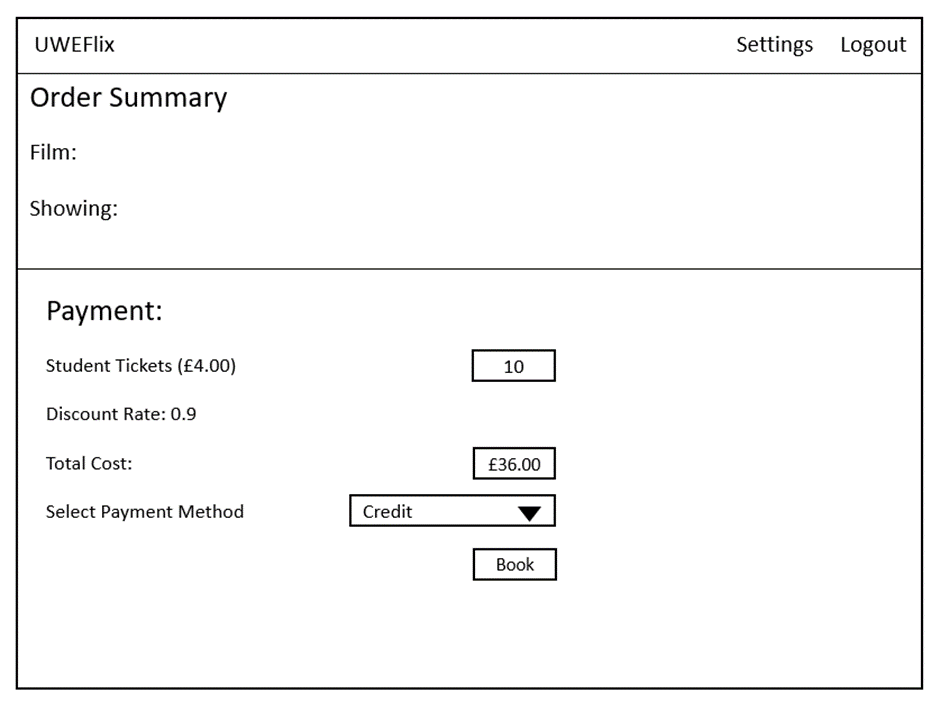 UWEFlix Settings Logout
Order Summary
Film:
Showing:
Payment:
Student Tickets (£4.00) 10
Discount Rate: 0.9
Total Cost: £36.00
Select Payment Method Credit
Book